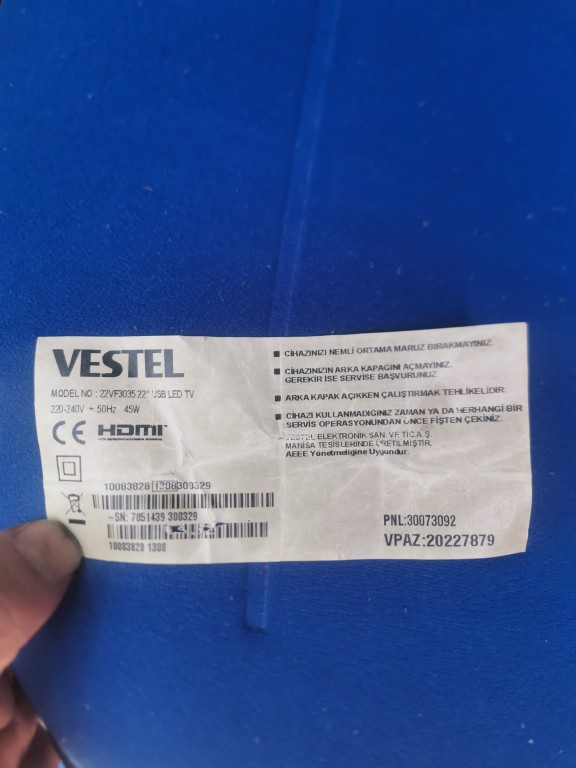 VESTEL
MODEL NO : 22VF3035 22" USB LED TV
220-240V ~ 50Hz 45W
CE HDMI
10083828 1308300329
-SN: 7051439 300329
10083828 1308
■ CİHAZINIZI NEMLİ ORTAMA MARUZ BIRAKMAYINIZ.
■ CİHAZINIZIN ARKA KAPAGINI AÇMAYINIZ.
GEREKİR İSE SERVİSE BAŞVURUNUZ
■ ARKA KAPAK AÇIKKEN ÇALIŞTIRMAK TEHLİKELİDİR.
■ CİHAZI KULLANMADIĞINIZ ZAMAN YA DA HERHANGİ BİR
SERVİS OPERASYONUNDAN ÖNCE FİŞTEN ÇEKİNİZ.
VESTEL ELEKTRONİK SAN. VE TİC.A.Ş.
MANİSA TESİSLERİNDE ÜRETİLMİŞTİR.
AEEE Yönetmeliğine Uygundur.
PNL:30073092
VPAZ:20227879